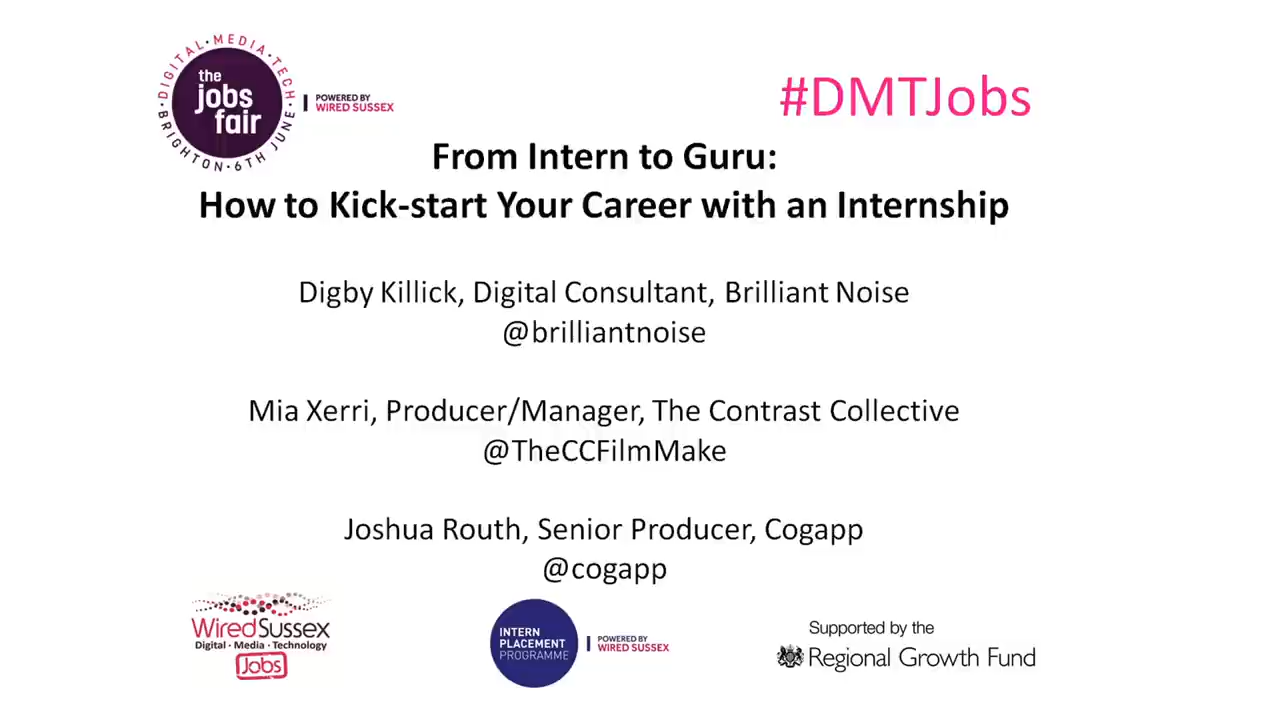 DIGITAL · MEDIA · TECH
BRIGHTON · 6TH JUNE
the
jobs
fair
POWERED BY
WIRED SUSSEX
#DMTJobs
From Intern to Guru:
How to Kick-start Your Career with an Internship
Digby Killick, Digital Consultant, Brilliant Noise
@brilliantnoise
Mia Xerri, Producer/Manager, The Contrast Collective
@TheCCFilmMake
Joshua Routh, Senior Producer, Cogapp
@cogapp
WiredSussex
Digital · Media · Technology
Jobs
INTERN
PLACEMENT
PROGRAMME
POWERED BY
WIRED SUSSEX
Supported by the
Regional Growth Fund